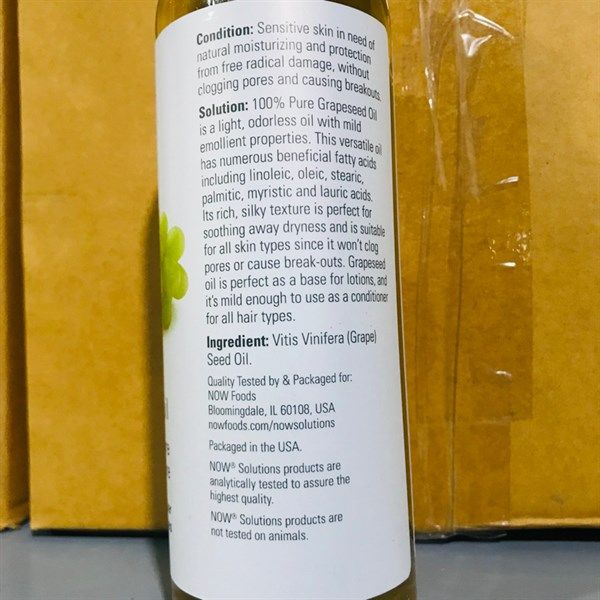 Condition: Sensitive skin in need of
natural moisturizing and protection
from free radical damage, without
clogging pores and causing breakouts.
Solution: 100% Pure Grapeseed Oil
is a light, odorless oil with mild
emollient properties. This versatile oil
has numerous beneficial fatty acids
including linoleic, oleic, stearic,
palmitic, myristic and lauric acids.
Its rich, silky texture is perfect for
soothing away dryness and is suitable
for all skin types since it won't clog
pores or cause break-outs. Grapeseed
oil is perfect as a base for lotions, and
it's mild enough to use as a conditioner
for all hair types.
Ingredient: Vitis Vinifera (Grape)
Seed Oil.
Quality Tested by & Packaged for:
NOW Foods
Bloomingdale, IL 60108, USA
nowfoods.com/nowsolutions
Packaged in the USA.
NOW® Solutions products are
analytically tested to assure the
highest quality.
NOW® Solutions products are
not tested on animals.